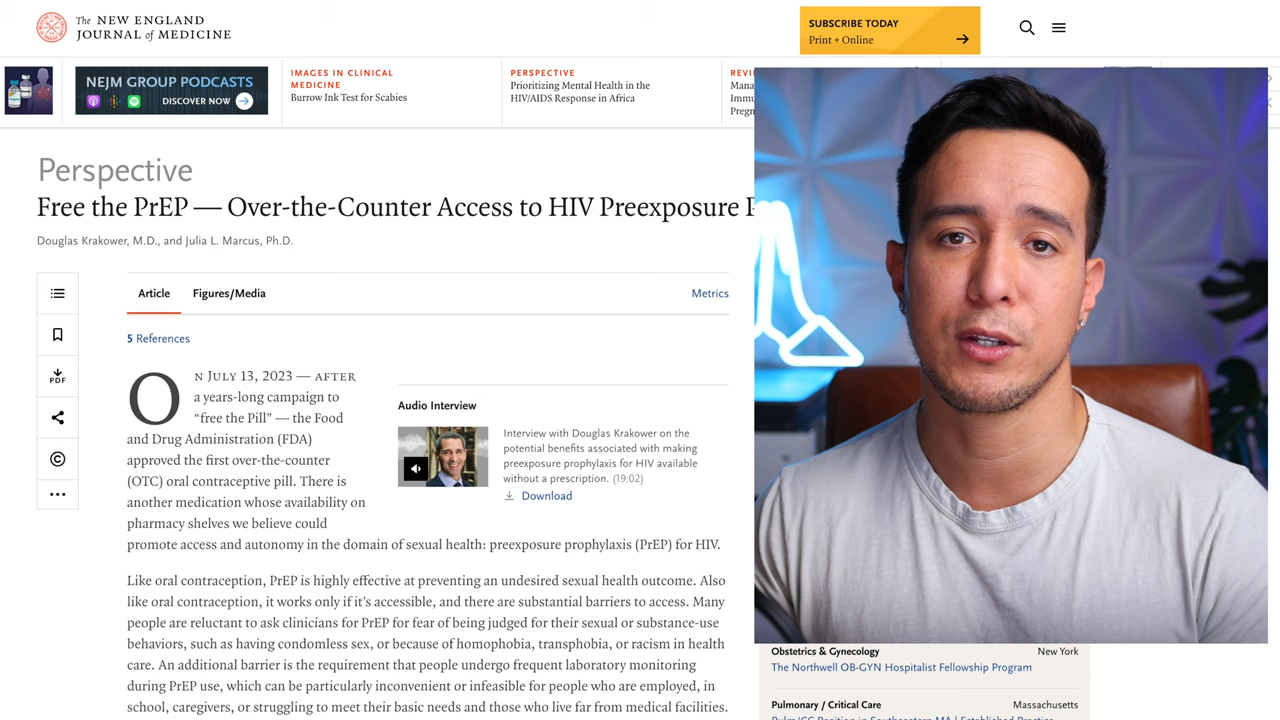 The NEW ENGLAND
JOURNAL of MEDICINE
SUBSCRIBE TODAY
Print + Online
NEJM GROUP PODCASTS
DISCOVER NOW
IMAGES IN CLINICAL
MEDICINE
Burrow Ink Test for Scabies
PERSPECTIVE
Prioritizing Mental Health in the
HIV/AIDS Response in Africa
Perspective
Free the PrEP — Over-the-Counter Access to HIV Preexposure
Douglas Krakower, M.D., and Julia L. Marcus, Ph.D.
Article
Figures/Media
Metrics
5 References
PDF
ON JULY 13, 2023 — AFTER
a years-long campaign to
“free the Pill” — the Food
and Drug Administration (FDA)
approved the first over-the-counter
(OTC) oral contraceptive pill. There is
another medication whose availability on
pharmacy shelves we believe could
promote access and autonomy in the domain of sexual health: preexposure prophylaxis (PrEP) for HIV.
Audio Interview
Interview with Douglas Krakower on the
potential benefits associated with making
preexposure prophylaxis for HIV available
without a prescription. (19:02)
Download
Like oral contraception, PrEP is highly effective at preventing an undesired sexual health outcome. Also
like oral contraception, it works only if it’s accessible, and there are substantial barriers to access. Many
people are reluctant to ask clinicians for PrEP for fear of being judged for their sexual or substance-use
behaviors, such as having condomless sex, or because of homophobia, transphobia, or racism in health
care. An additional barrier is the requirement that people undergo frequent laboratory monitoring
during PrEP use, which can be particularly inconvenient or infeasible for people who are employed, in
school, caregivers, or struggling to meet their basic needs and those who live far from medical facilities.
Obstetrics & Gynecology
New York
The Northwell OB-GYN Hospitalist Fellowship Program
Pulmonary / Critical Care
Massachusetts